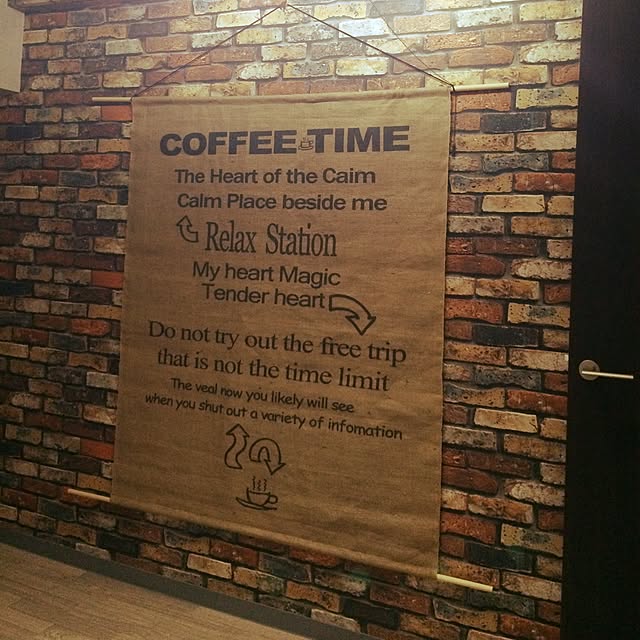 COFFEE TIME
The Heart of the Caim
Calm Place beside me
Relax Station
My heart Magic
Tender heart
Do not try out the free trip
that is not the time limit
The veal now you likely will see
when you shut out a variety of infomation